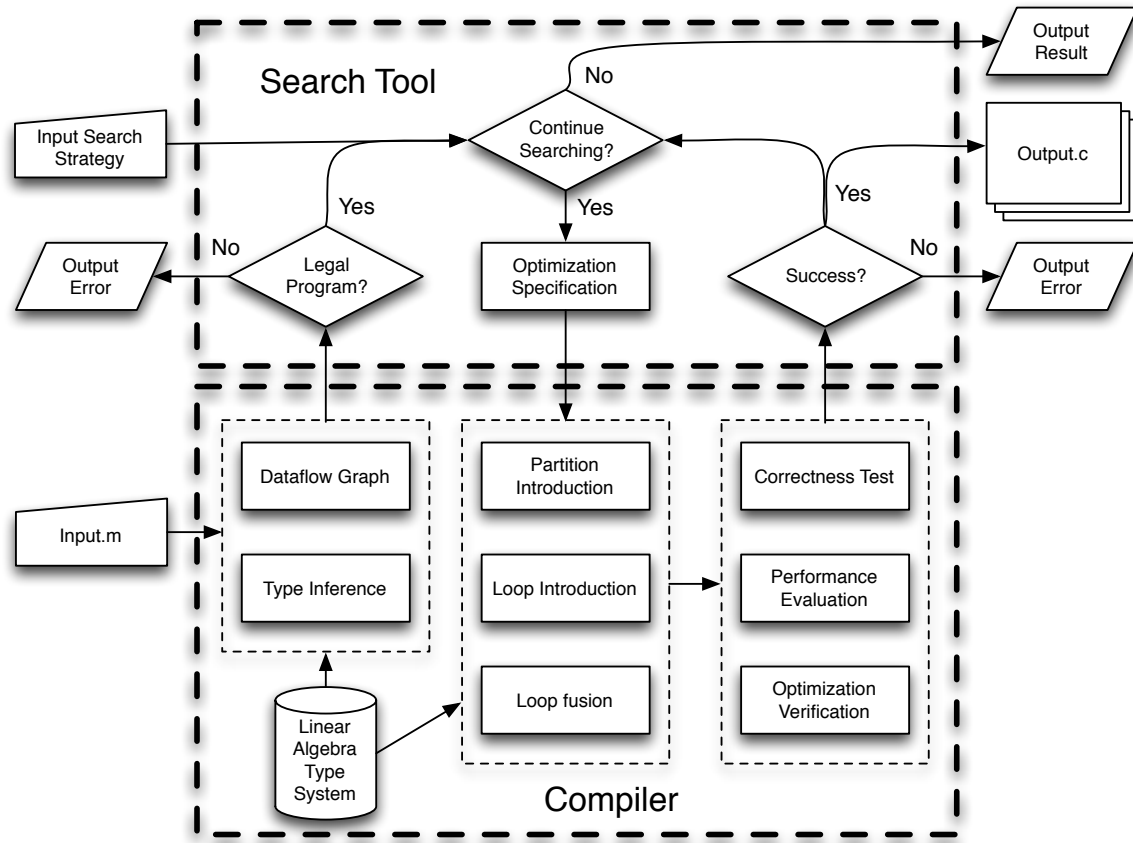 Output
Result
Search Tool
No
Input Search
Strategy
Continue
Searching?
Output.c
Yes
Yes
Yes
No
No
Output
Error
Legal
Program?
Optimization
Specification
Success?
Output
Error
Dataflow Graph
Partition
Introduction
Correctness Test
Input.m
Type Inference
Loop Introduction
Performance
Evaluation
Linear
Algebra
Type
System
Loop fusion
Optimization
Verification
Compiler